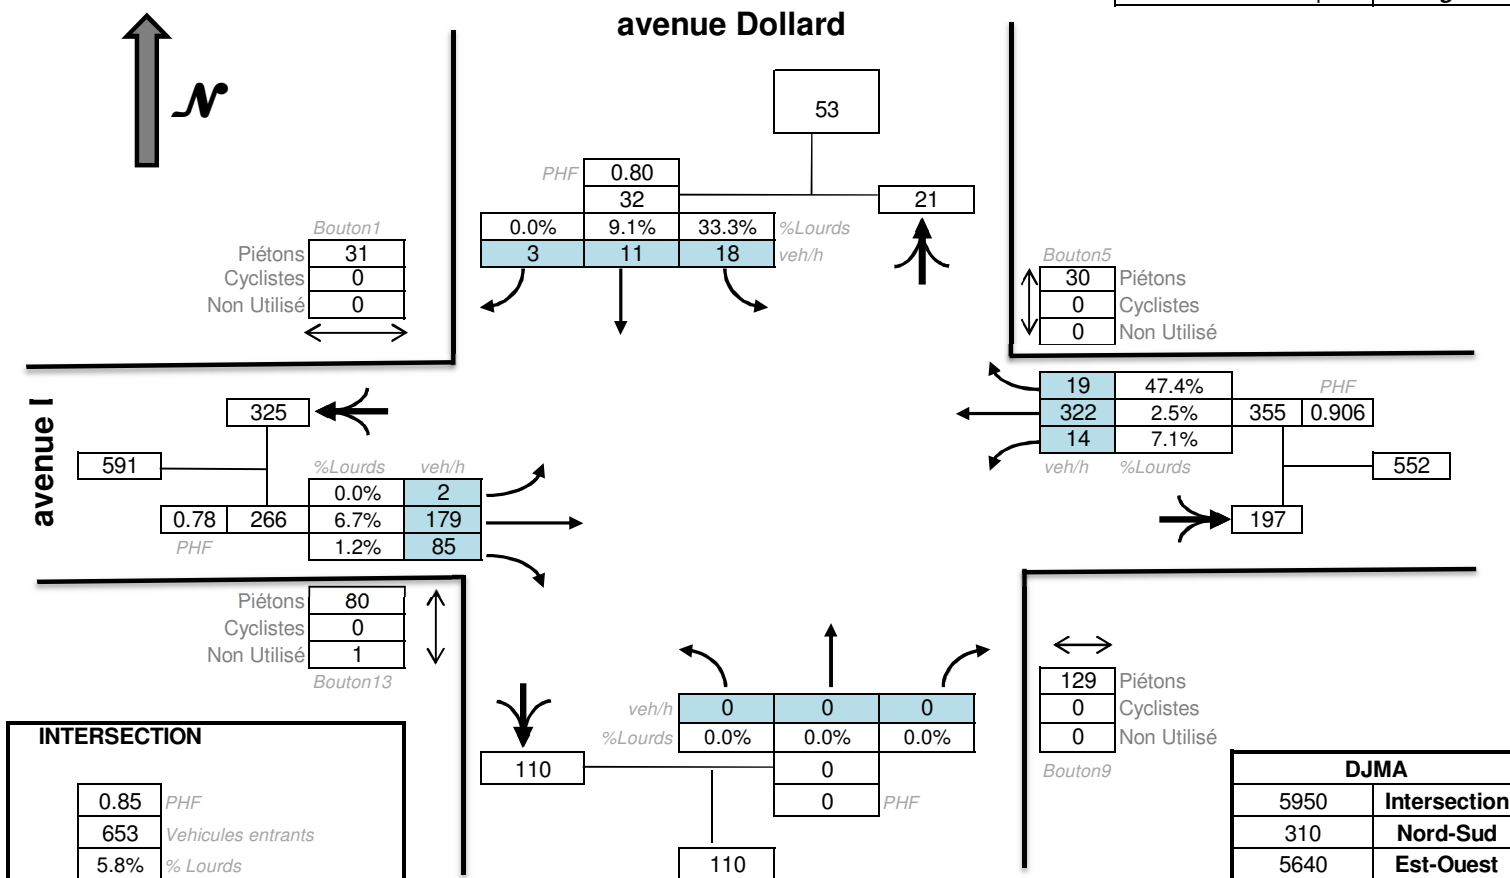 avenue Dollard
N
53
PHF 0.80
32
21
0.0% 9.1% 33.3% %Lourds
3 11 18 veh/h
Bouton1
Piétons 31
Cyclistes 0
Non Utilisé 0
Bouton5
30 Piétons
0 Cyclistes
0 Non Utilisé
avenue
325
591
%Lourds veh/h
0.0% 2
0.78 266 6.7% 179
PHF 1.2% 85
19 47.4% PHF
322 2.5% 355 0.906
14 7.1%
veh/h %Lourds
552
197
Piétons 80
Cyclistes 0
Non Utilisé 1
Bouton13
veh/h 0 0 0
%Lourds 0.0% 0.0% 0.0%
110 0
0 PHF
110
129 Piétons
0 Cyclistes
0 Non Utilisé
Bouton9
INTERSECTION
0.85 PHF
653 Vehicules entrants
5.8% % Lourds
DJMA
5950 Intersection
310 Nord-Sud
5640 Est-Ouest